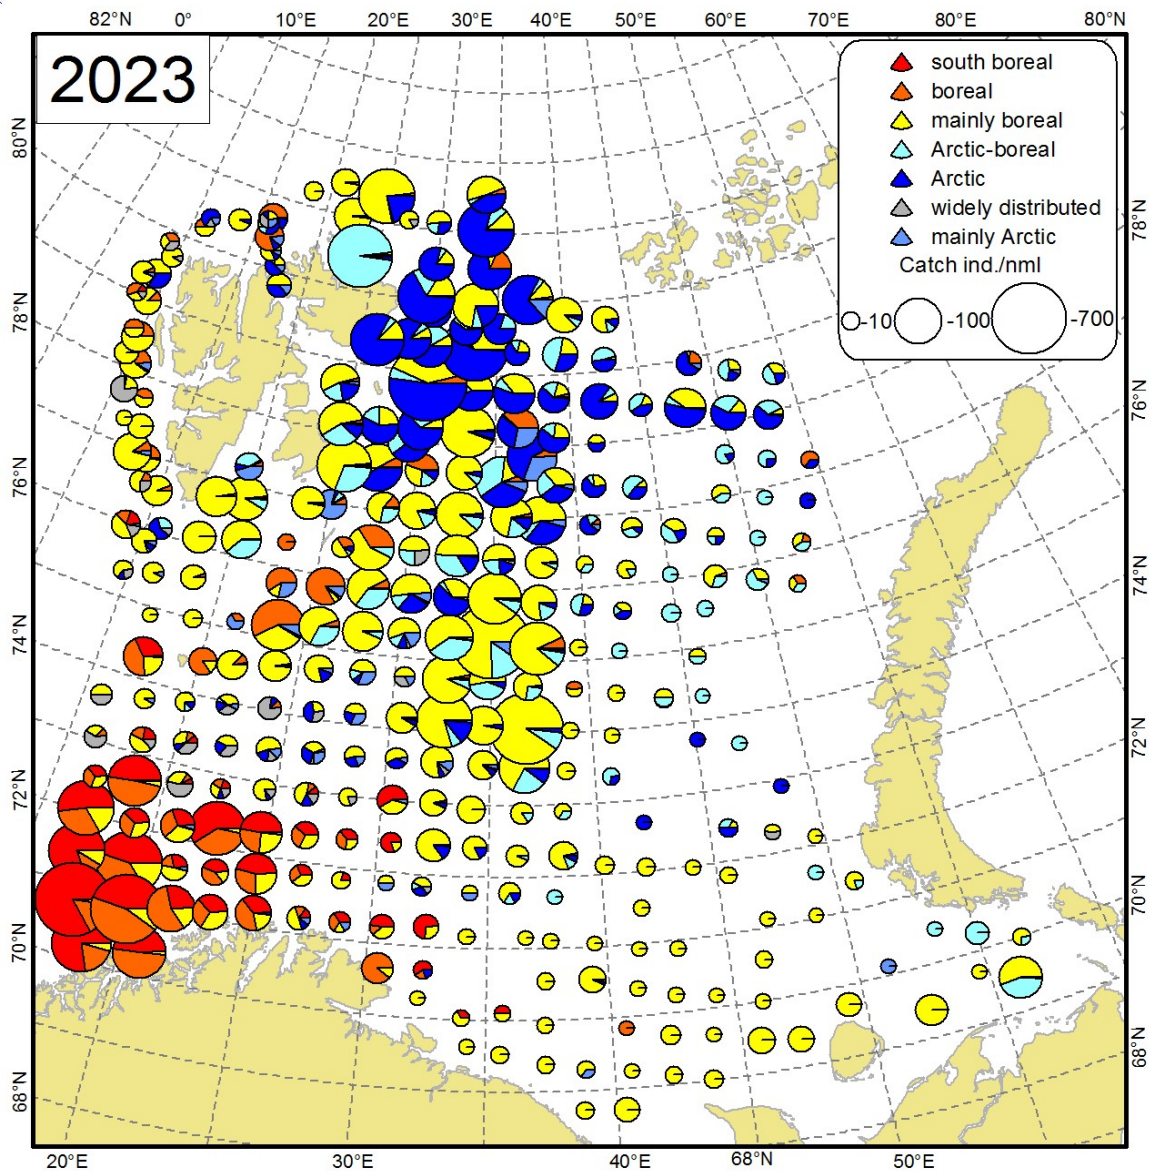 82°N 0° 10°E 20°E 30°E 40°E 50°E 60°E 70°E 80°E 80°N
2023
south boreal
boreal
mainly boreal
Arctic-boreal
Arctic
widely distributed
mainly Arctic
Catch ind./nml
-10 -100 -700
80°N
78°N
76°N
74°N
72°N
70°N
68°N
78°N
76°N
74°N
72°N
70°N
68°N
20°E 30°E 40°E 68°N 50°E